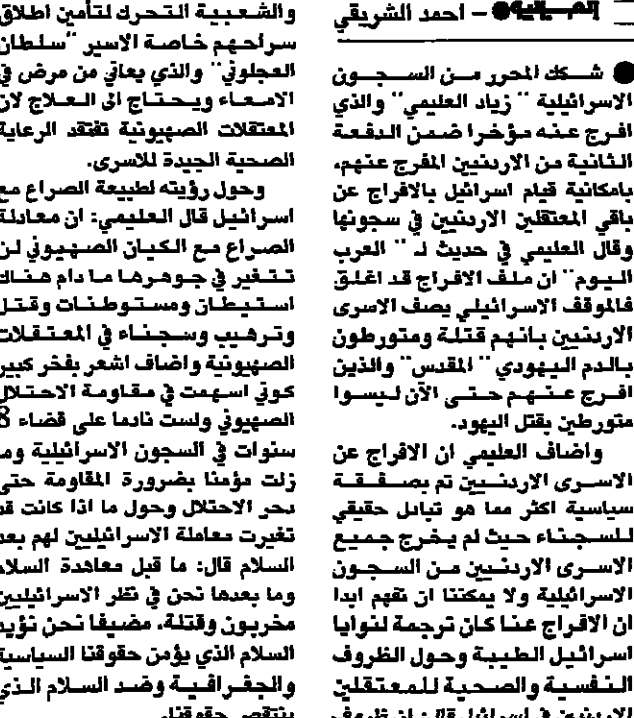 – احمد الشريقي
شكك المحرر من السجون
الاسرائيلية " زياد العليمي" والذي
افرج عنه مؤخرا ضمن الدفعة
الثانية من الاردنيين المفرج عنهم،
بامكانية قيام اسرائيل بالافراج عن
باقي المعتقلين الاردنيين في سجونها
وقال العليمي في حديث لـ " العرب
اليوم" ان ملف الافراج قد اغلق
فالموقف الاسرائيلي يصف الاسرى
الاردنيين بانهم قتلة ومتورطون
بالدم اليهودي " المقدس" والذين
افرج عنهم حتى الآن ليسوا
متورطين بقتل اليهود.
واضاف العليمي ان الافراج عن
الاسرى الاردنيين تم بصفقة
سياسية اكثر مما هو تبادل حقيقي
للسجناء حيث لم يخرج جميع
الاسرى الاردنيين من السجون
الاسرائيلية ولا يمكننا ان نفهم ابدا
ان الافراج عنا كان ترجمة لنوايا
اسرائيل الطيبة وحول الظروف
النفسية والصحية للمعتقلين
الاردنيين في اسرائيل قال: ان ظروف
والشعبية التحرك لتأمين اطلاق
سراحهم خاصة الاسير "سلطان
العجلوني" والذي يعاني من مرض في
الامعاء ويحتاج الى العلاج لان
المعتقلات الصهيونية تفتقد الرعاية
الصحية الجيدة للاسرى.
وحول رؤيته لطبيعة الصراع مع
اسرائيل قال العليمي: ان معادلة
الصراع مع الكيان الصهيوني لن
تتغير في جوهرها ما دام هناك
استيطان ومستوطنات وقتل
وترهيب وسجناء في المعتقلات
الصهيونية واضاف اشعر بفخر كبير
كوني اسهمت في مقاومة الاحتلال
الصهيوني ولست نادما على قضاء 8
سنوات في السجون الاسرائيلية وما
زلت مؤمنا بضرورة المقاومة حتى
دحر الاحتلال وحول ما اذا كانت قد
تغيرت معاملة الاسرائيليين لهم بعد
السلام قال: ما قبل معاهدة السلام
وما بعدها نحن في نظر الاسرائيليين
مخربون وقتلة، مضيفا نحن نؤيد
السلام الذي يؤمن حقوقنا السياسية
والجغرافية وضد السلام الذي
ينتقص حقوقنا.